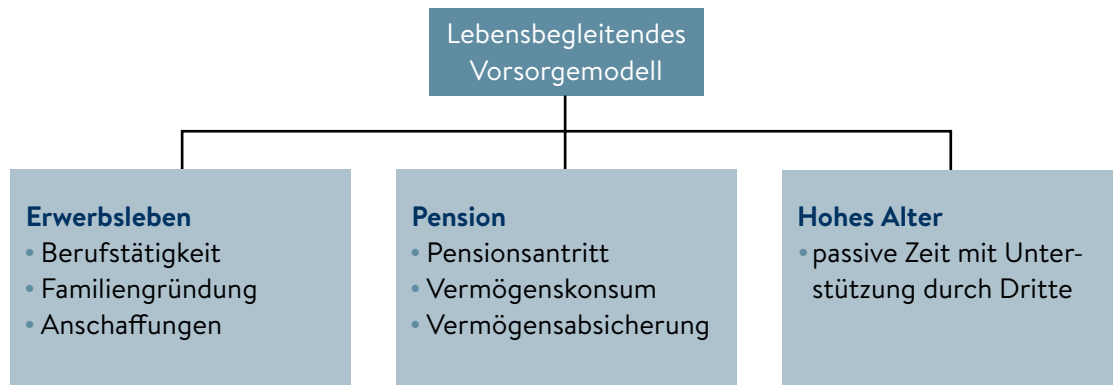 Lebensbegleitendes
Vorsorgemodell
Erwerbsleben
• Berufstätigkeit
• Familiengründung
• Anschaffungen
Pension
• Pensionsantritt
• Vermögenskonsum
• Vermögensabsicherung
Hohes Alter
• passive Zeit mit Unter-
stützung durch Dritte